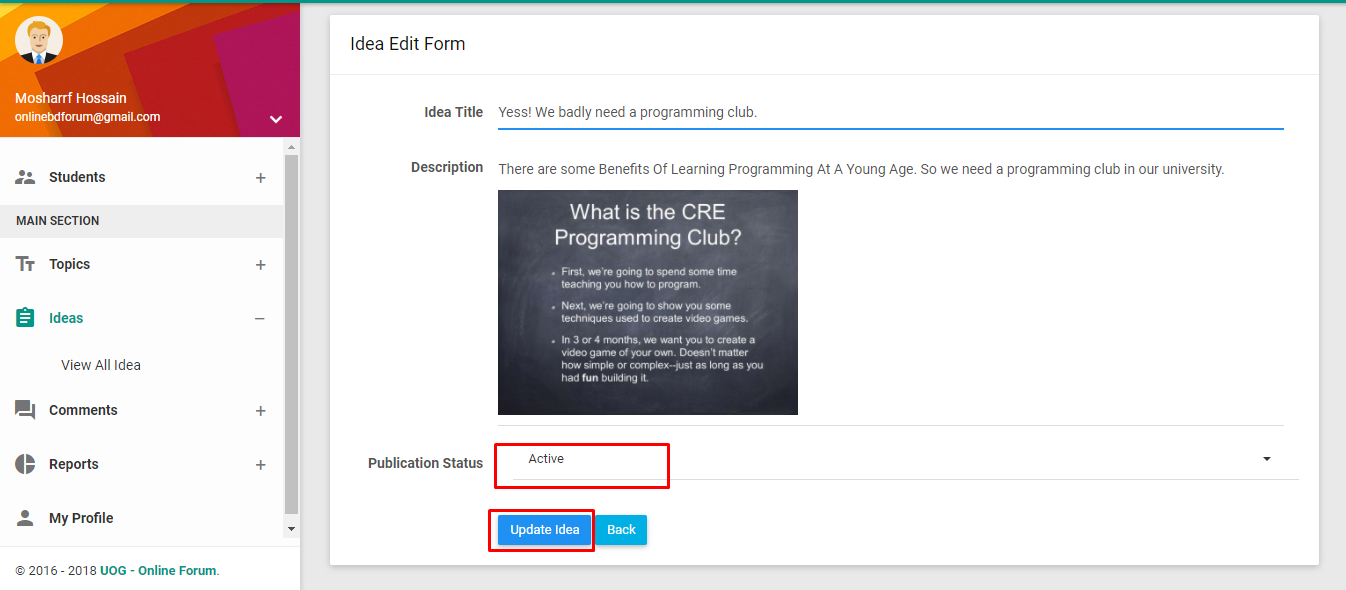 Mosharrf Hossain
onlinebdforum@gmail.com
Students
MAIN SECTION
Topics
Ideas
View All Idea
Comments
Reports
My Profile
© 2016 - 2018 UOG - Online Forum.
Idea Edit Form
Idea Title Yess! We badly need a programming club.
Description There are some Benefits Of Learning Programming At A Young Age. So we need a programming club in our university.
What is the CRE
Programming Club?
• First, we're going to spend some time
teaching you how to program.
• Next, we're going to show you some
techniques used to create video games.
• In 3 or 4 months, we want you to create a
video game of your own. Doesn't matter
how simple or complex--just as long as you
had fun building it.
Publication Status Active
Update Idea Back